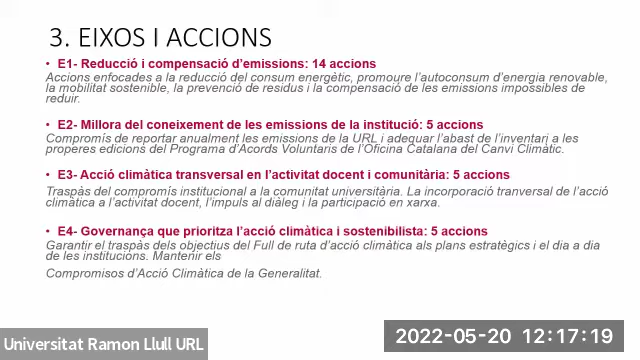 3. EIXOS I ACCIONS
• E1- Reducció i compensació d'emissions: 14 accions
Accions enfocades a la reducció del consum energètic, promoure l'autoconsum d'energia renovable,
la mobilitat sostenible, la prevenció de residus i la compensació de les emissions impossibles de
reduir.
• E2- Millora del coneixement de les emissions de la institució: 5 accions
Compromís de reportar anualment les emissions de la URL i adequar l'abast de l'inventari a les
properes edicions del Programa d'Acords Voluntaris de l'Oficina Catalana del Canvi Climàtic.
• E3- Acció climàtica transversal en l'activitat docent i comunitària: 5 accions
Traspàs del compromís institucional a la comunitat universitària. La incorporació tranversal de l'acció
climàtica a l'activitat docent, l'impuls al diàleg i la participació en xarxa.
• E4- Governança que prioritza l'acció climàtica i sostenibilista: 5 accions
Garantir el traspàs dels objectius del Full de ruta d'acció climàtica als plans estratègics i el dia a dia
de les institucions. Mantenir els
Compromisos d'Acció Climàtica de la Generalitat.
Universitat Ramon Llull URL
2022-05-20 12:17:19